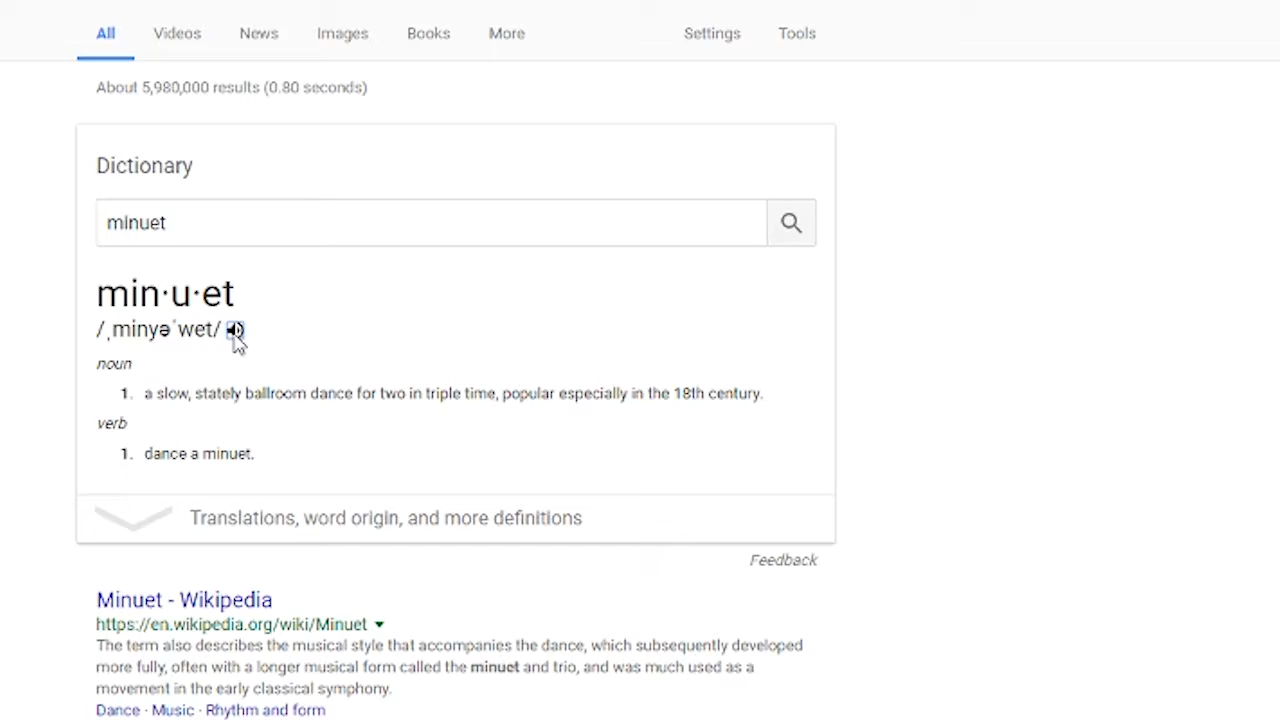 All Videos News Images Books More Settings Tools
About 5,980,000 results (0.80 seconds)
Dictionary
minuet
min·u·et
/ˌminyəˈwet/
noun
1. a slow, stately ballroom dance for two in triple time, popular especially in the 18th century.
verb
1. dance a minuet.
Translations, word origin, and more definitions
Feedback
Minuet - Wikipedia
https://en.wikipedia.org/wiki/Minuet
The term also describes the musical style that accompanies the dance, which subsequently developed
more fully, often with a longer musical form called the minuet and trio, and was much used as a
movement in the early classical symphony.
Dance · Music · Rhythm and form